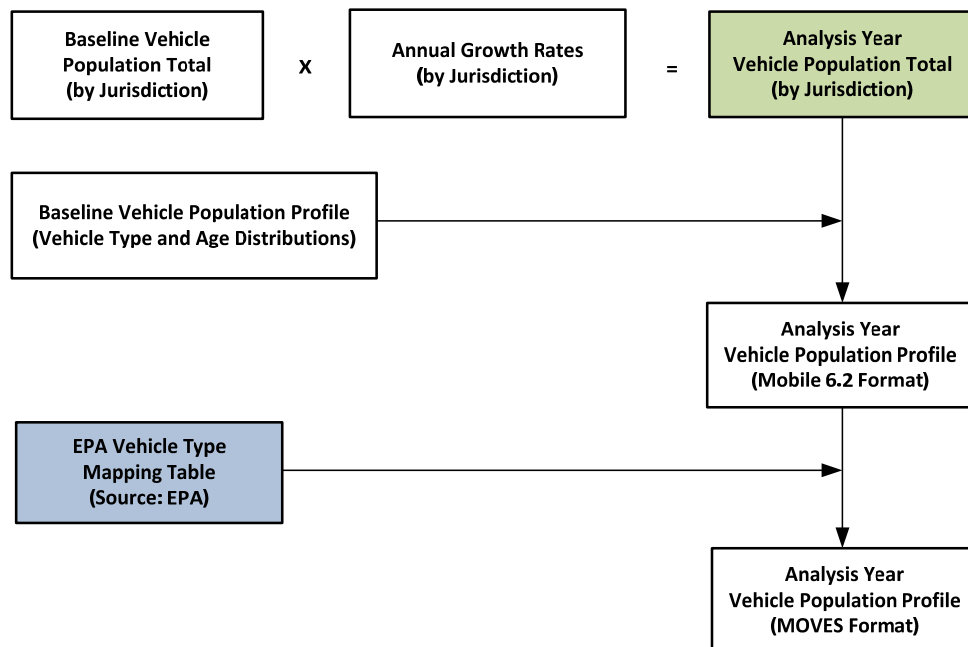 Baseline Vehicle
Population Total
(by Jurisdiction)
X
Annual Growth Rates
(by Jurisdiction)
=
Analysis Year
Vehicle Population Total
(by Jurisdiction)
Baseline Vehicle Population Profile
(Vehicle Type and Age Distributions)
Analysis Year
Vehicle Population Profile
(Mobile 6.2 Format)
EPA Vehicle Type
Mapping Table
(Source: EPA)
Analysis Year
Vehicle Population Profile
(MOVES Format)